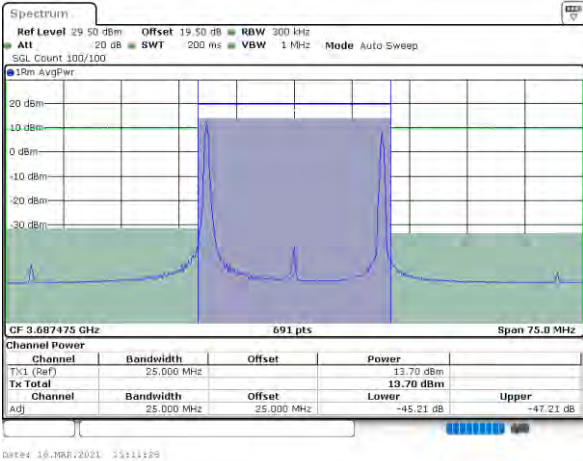 Spectrum
Ref Level 29.50 dBm Offset 19.50 dB RBW 300 kHz
Att 20 dB SWT 200 ms VBW 1 MHz Mode Auto Sweep
SGL Count 100/100
1Rm AvgPwr
20 dBm
10 dBm
0 dBm
-10 dBm
-20 dBm
-30 dBm
CF 3.687475 GHz 691 pts Span 75.0 MHz
Channel Power
Channel Bandwidth Offset Power
TX1 (Ref) 25.000 MHz 13.70 dBm
Tx Total 13.70 dBm
Channel Bandwidth Offset Lower Upper
Adj 25.000 MHz 25.000 MHz -45.21 dB -47.21 dB
Date: 16.MAR.2021 11:11:26